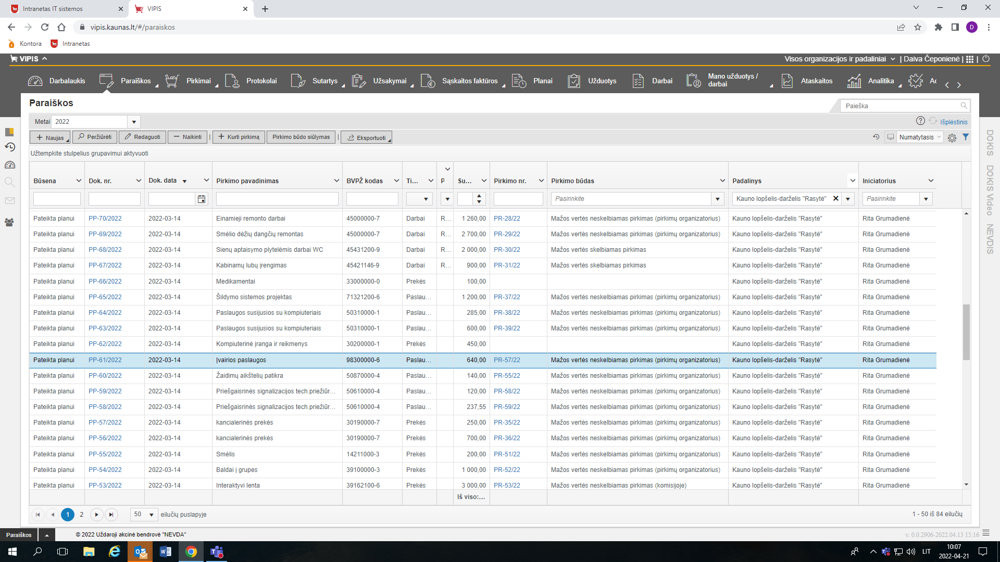 Intranetas IT sistemos
VIPIS
vipis.kaunas.lt/#/paraiskos
D
Kontora
Intranetas
VIPIS
Visos organizacijos ir padaliniai | Daiva Čeponienė | |
Darbalaukis
Paraiškos
Pirkimai
Protokolai
Sutartys
Užsakymai
Sąskaitos faktūros
Planai
Užduotys
Darbai
Mano užduotys /
darbai
Ataskaitos
Analitika
Paraiškos
Paieška
Metai 2022
Išplėstinis
Naujas
Peržiūrėti
Redaguoti
Naikinti
|
Kurti pirkimą
Pirkimo būdo siūlymas
|
Eksportuoti
Numatytasis
Užtempkite stulpelius grupavimui aktyvuoti
Būsena Dok. nr. Dok. data Pirkimo pavadinimas BVPŽ kodas Ti... P Su... Pirkimo nr. Pirkimo būdas Padalinys Iniciatorius
Pasirinkite Kauno lopšelis-darželis "Rasytė" Pasirinkite
Pateikta planui PP-70/2022 2022-03-14 Einamieji remonto darbai 45000000-7 Darbai R... 1 260,00 PR-28/22 Mažos vertės neskelbiamas pirkimas (pirkimų organizatorius) Kauno lopšelis-darželis "Rasytė" Rita Grumadienė
Pateikta planui PP-69/2022 2022-03-14 Smėlio dėžių dangčių remontas 45000000-7 Darbai R... 2 700,00 PR-29/22 Mažos vertės neskelbiamas pirkimas (pirkimų organizatorius) Kauno lopšelis-darželis "Rasytė" Rita Grumadienė
Pateikta planui PP-68/2022 2022-03-14 Sienų aptaisymo plytelėmis darbai WC 45431200-9 Darbai R... 2 000,00 PR-30/22 Mažos vertės skelbiamas pirkimas Kauno lopšelis-darželis "Rasytė" Rita Grumadienė
Pateikta planui PP-67/2022 2022-03-14 Kabinamų lubų įrengimas 45421146-9 Darbai R... 900,00 PR-31/22 Mažos vertės skelbiamas pirkimas Kauno lopšelis-darželis "Rasytė" Rita Grumadienė
Pateikta planui PP-66/2022 2022-03-14 Medikamentai 33000000-0 Prekės 100,00 Kauno lopšelis-darželis "Rasytė" Rita Grumadienė
Pateikta planui PP-65/2022 2022-03-14 Šildymo sistemos projektas 71321200-6 Paslau... 1 200,00 PR-37/22 Mažos vertės neskelbiamas pirkimas (pirkimų organizatorius) Kauno lopšelis-darželis "Rasytė" Rita Grumadienė
Pateikta planui PP-64/2022 2022-03-14 Paslaugos susijusios su kompiuteriais 50310000-1 Paslau... 285,00 PR-38/22 Mažos vertės neskelbiamas pirkimas (pirkimų organizatorius) Kauno lopšelis-darželis "Rasytė" Rita Grumadienė
Pateikta planui PP-63/2022 2022-03-14 Paslaugos susijusios su kompiuteriais 50310000-1 Paslau... 600,00 PR-39/22 Mažos vertės neskelbiamas pirkimas (pirkimų organizatorius) Kauno lopšelis-darželis "Rasytė" Rita Grumadienė
Pateikta planui PP-62/2022 2022-03-14 Kompiuterinė įranga ir reikmenys 30200000-1 Prekės 450,00 Kauno lopšelis-darželis "Rasytė" Rita Grumadienė
Pateikta planui PP-61/2022 2022-03-14 Įvairios paslaugos 98300000-6 Paslau... 640,00 PR-57/22 Mažos vertės neskelbiamas pirkimas (pirkimų organizatorius) Kauno lopšelis-darželis "Rasytė" Rita Grumadienė
Pateikta planui PP-60/2022 2022-03-14 Žaidimų aikštelių patikra 50870000-4 Paslau... 140,00 PR-55/22 Mažos vertės neskelbiamas pirkimas (pirkimų organizatorius) Kauno lopšelis-darželis "Rasytė" Rita Grumadienė
Pateikta planui PP-59/2022 2022-03-14 Priešgaisrinės signalizacijos tech.priežiūr... 50610000-4 Paslau... 120,00 PR-58/22 Mažos vertės neskelbiamas pirkimas (pirkimų organizatorius) Kauno lopšelis-darželis "Rasytė" Rita Grumadienė
Pateikta planui PP-58/2022 2022-03-14 Priešgaisrinės signalizacijos tech.priežiūr... 50610000-4 Paslau... 237,55 PR-59/22 Mažos vertės neskelbiamas pirkimas (pirkimų organizatorius) Kauno lopšelis-darželis "Rasytė" Rita Grumadienė
Pateikta planui PP-57/2022 2022-03-14 kancialerinės prekės 30190000-7 Prekės 250,00 PR-35/22 Mažos vertės neskelbiamas pirkimas (pirkimų organizatorius) Kauno lopšelis-darželis "Rasytė" Rita Grumadienė
Pateikta planui PP-56/2022 2022-03-14 kancialerinės prekės 30190000-7 Prekės 700,00 PR-36/22 Mažos vertės neskelbiamas pirkimas (pirkimų organizatorius) Kauno lopšelis-darželis "Rasytė" Rita Grumadienė
Pateikta planui PP-55/2022 2022-03-14 Smėlis 14211000-3 Prekės 200,00 PR-51/22 Mažos vertės neskelbiamas pirkimas (pirkimų organizatorius) Kauno lopšelis-darželis "Rasytė" Rita Grumadienė
Pateikta planui PP-54/2022 2022-03-14 Baldai į grupes 39100000-3 Prekės 1 000,00 PR-52/22 Mažos vertės neskelbiamas pirkimas (pirkimų organizatorius) Kauno lopšelis-darželis "Rasytė" Rita Grumadienė
Pateikta planui PP-53/2022 2022-03-14 Interaktyvi lenta 39162100-6 Prekės 3 000,00 PR-53/22 Mažos vertės neskelbiamas pirkimas (komisijoje) Kauno lopšelis-darželis "Rasytė" Rita Grumadienė
Iš viso:...
1 2 50 eilučių puslapyje
1 - 50 iš 84 eilučių
DOKIS
DOKIS Video
NEVDIS
Paraiškos
© 2022 Uždaroji akcinė bendrovė "NEVDA"
v. 0.0.2906-2022.04.13 15:16
LIT
10:07
2022-04-21